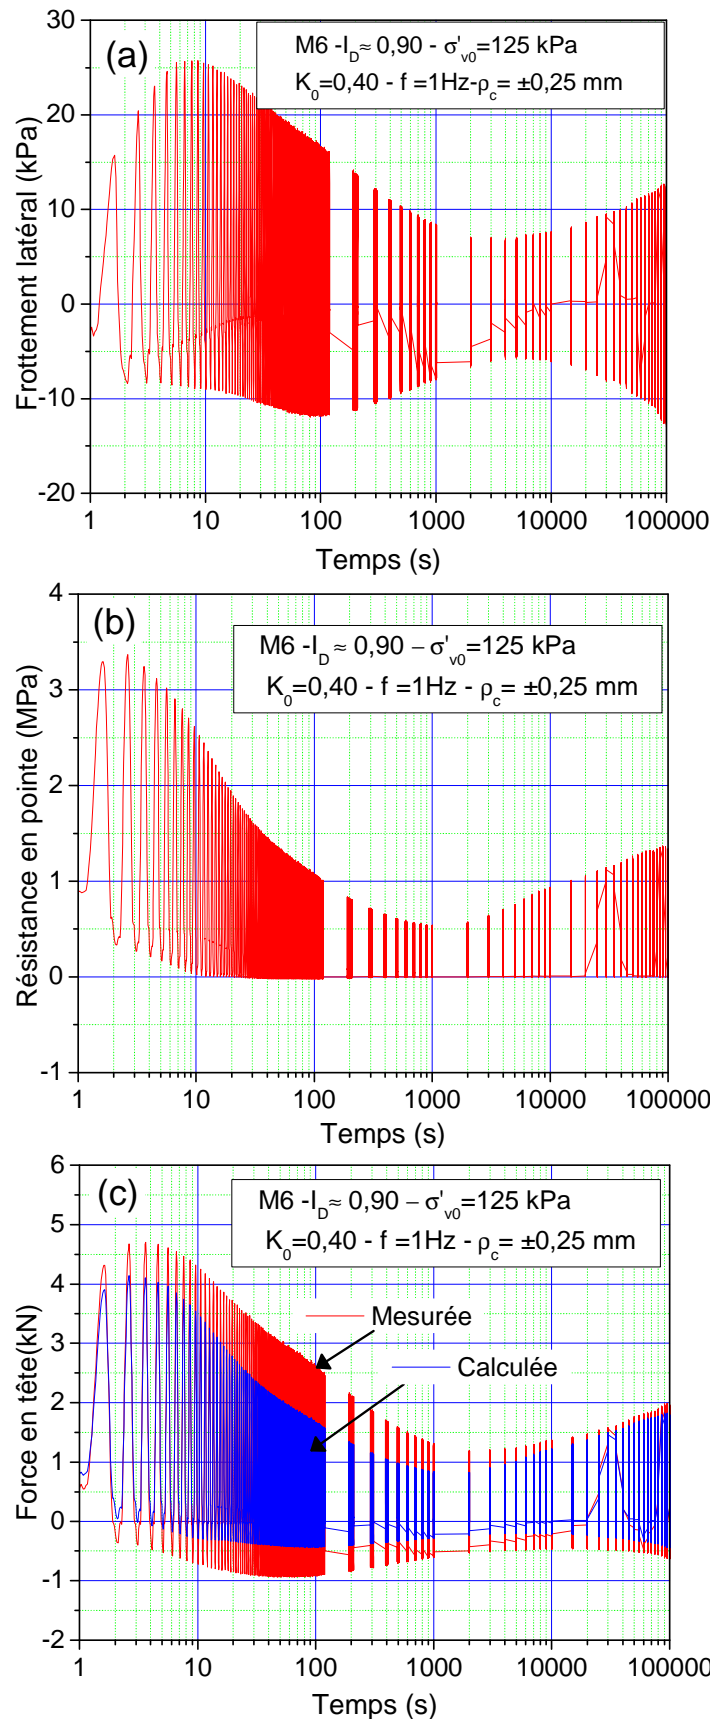 (a)
M6 -I_D≈ 0,90 - σ'_v0=125 kPa
K_0=0,40 - f =1Hz-ρ_c= ±0,25 mm
Frottement latéral (kPa)
30
20
10
0
-10
-20
1 10 100 1000 10000 100000
Temps (s)
(b)
M6 -I_D≈ 0,90 – σ'_v0=125 kPa
K_0=0,40 - f =1Hz - ρ_c= ±0,25 mm
Résistance en pointe (MPa)
4
3
2
1
0
-1
1 10 100 1000 10000 100000
Temps (s)
(c)
M6 -I_D≈ 0,90 – σ'_v0=125 kPa
K_0=0,40 - f =1Hz - ρ_c= ±0,25 mm
Mesurée
Calculée
Force en tête(kN)
6
5
4
3
2
1
0
-1
-2
1 10 100 1000 10000 100000
Temps (s)